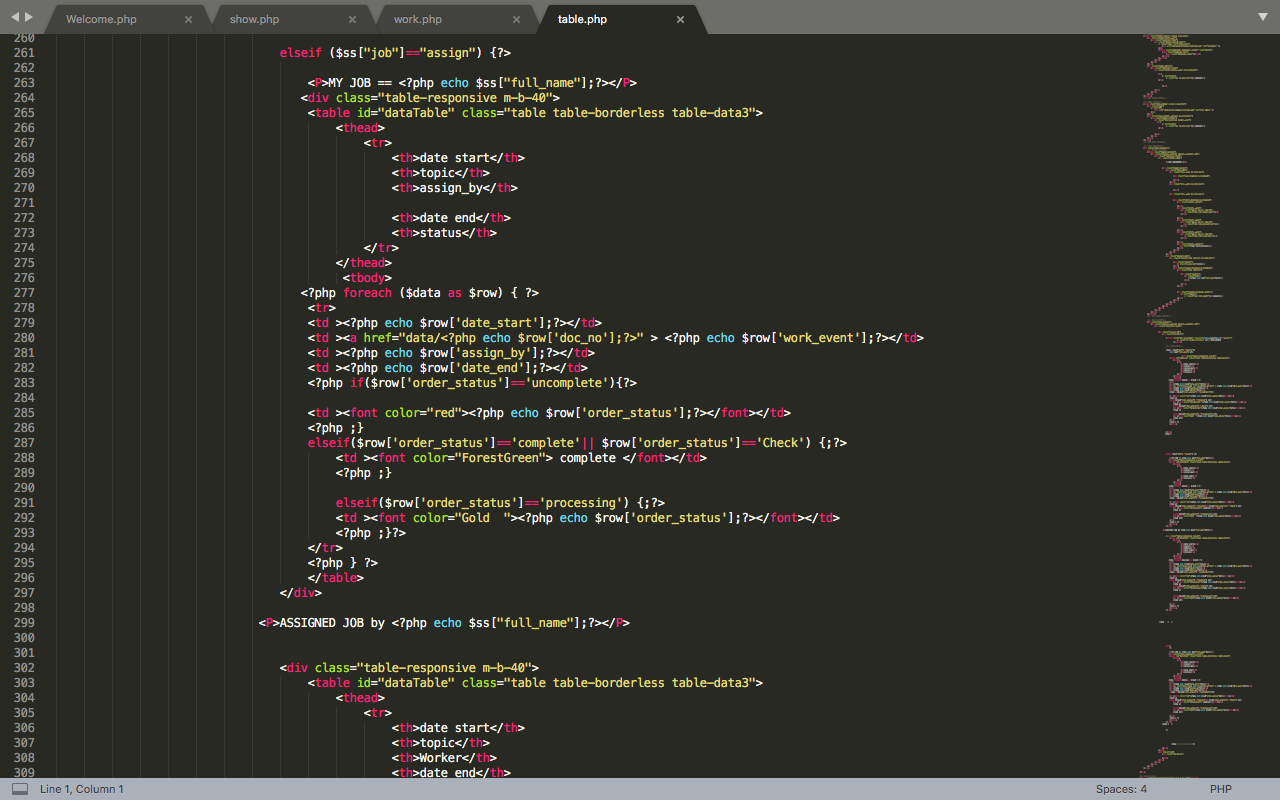 Welcome.php × show.php × work.php × table.php ×
260
261 elseif ($ss["job"]=="assign") {?>
262
263 <P>MY JOB == <?php echo $ss["full_name"];?></P>
264 <div class="table-responsive m-b-40">
265 <table id="dataTable" class="table table-borderless table-data3">
266 <thead>
267 <tr>
268 <th>date start</th>
269 <th>topic</th>
270 <th>assign_by</th>
271
272 <th>date end</th>
273 <th>status</th>
274 </tr>
275 </thead>
276 <tbody>
277 <?php foreach ($data as $row) { ?>
278 <tr>
279 <td ><?php echo $row['date_start'];?></td>
280 <td ><a href="data/<?php echo $row['doc_no'];?>" > <?php echo $row['work_event'];?></td>
281 <td ><?php echo $row['assign_by'];?></td>
282 <td ><?php echo $row['date_end'];?></td>
283 <?php if($row['order_status']=='uncomplete'){?>
284
285 <td ><font color="red"><?php echo $row['order_status'];?></font></td>
286 <?php ;}
287 elseif($row['order_status']=='complete'|| $row['order_status']=='Check') {;?>
288 <td ><font color="ForestGreen"> complete </font></td>
289 <?php ;}
290
291 elseif($row['order_status']=='processing') {;?>
292 <td ><font color="Gold  "><?php echo $row['order_status'];?></font></td>
293 <?php ;}?>
294 </tr>
295 <?php } ?>
296 </table>
297 </div>
298
299 <P>ASSIGNED JOB by <?php echo $ss["full_name"];?></P>
300
301
302 <div class="table-responsive m-b-40">
303 <table id="dataTable" class="table table-borderless table-data3">
304 <thead>
305 <tr>
306 <th>date start</th>
307 <th>topic</th>
308 <th>Worker</th>
309 <th>date end</th>
Line 1, Column 1 Spaces: 4 PHP